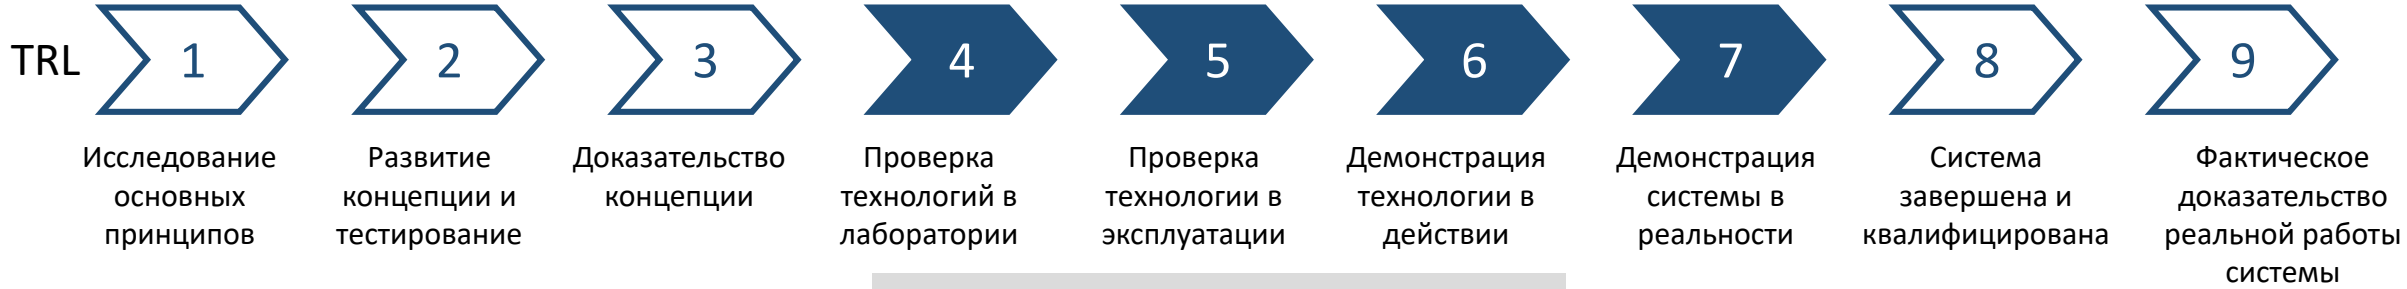 TRL 1 2 3 4 5 6 7 8 9
Исследование
основных
принципов
Развитие
концепции и
тестирование
Доказательство
концепции
Проверка
технологий в
лаборатории
Проверка
технологии в
эксплуатации
Демонстрация
технологии в
действии
Демонстрация
системы в
реальности
Система
завершена и
квалифицирована
Фактическое
доказательство
реальной работы
системы